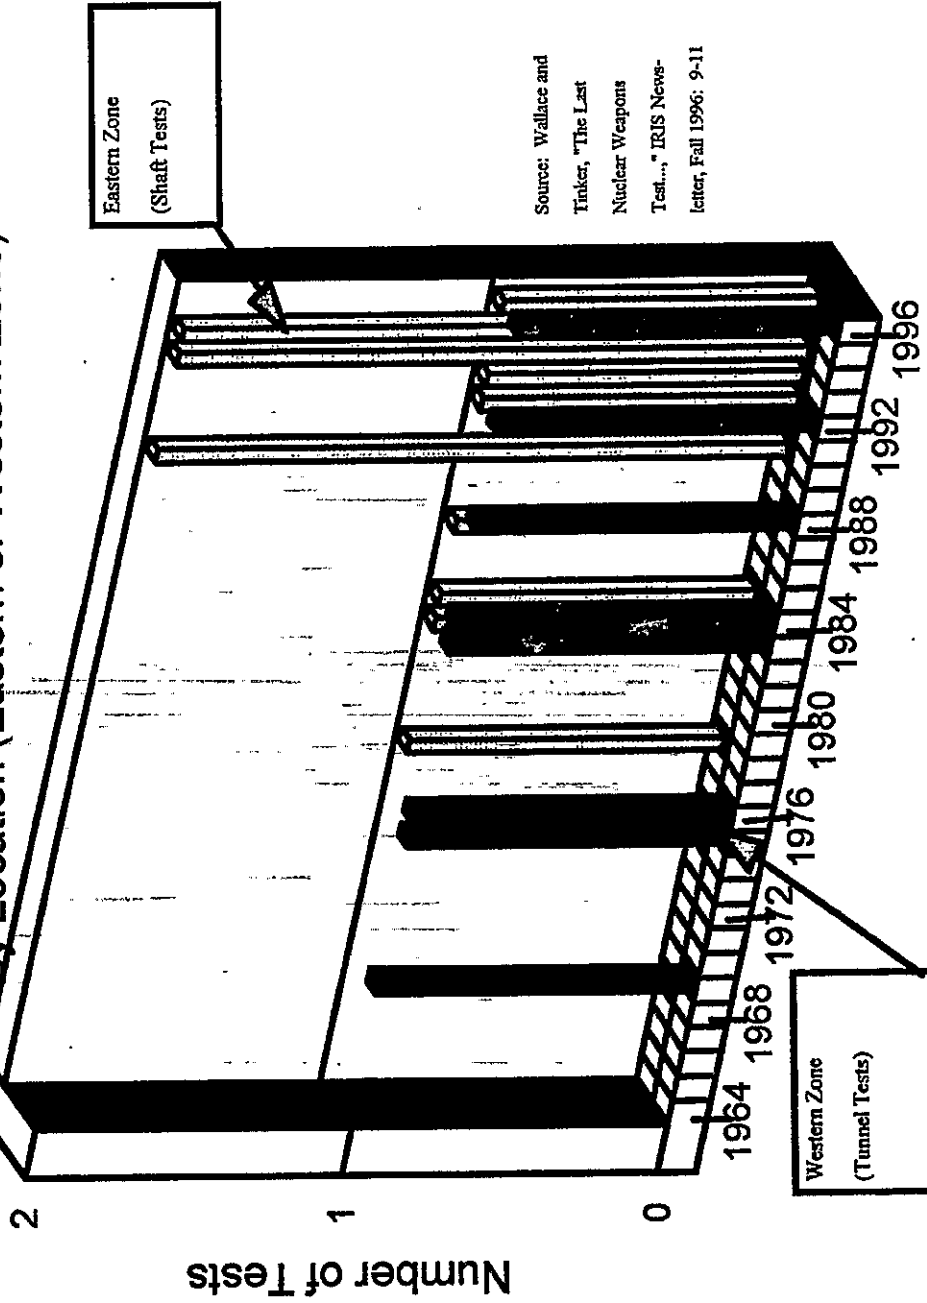 Location (Eastern or Western Zone)
Eastern Zone
(Shaft Tests)
Source: Wallace and
Tinker, "The Last
Nuclear Weapons
Test...," IRIS News-
letter, Fall 1996: 9-11
Number of Tests
2
1
0
1964
1968
1972
1976
1980
1984
1988
1992
1996
Western Zone
(Tunnel Tests)